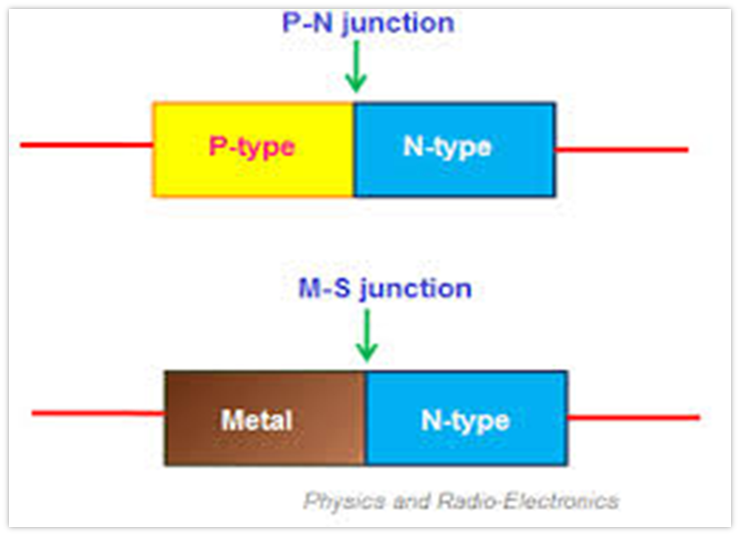 P-N junction
P-type
N-type
M-S junction
Metal
N-type
Physics and Radio-Electronics